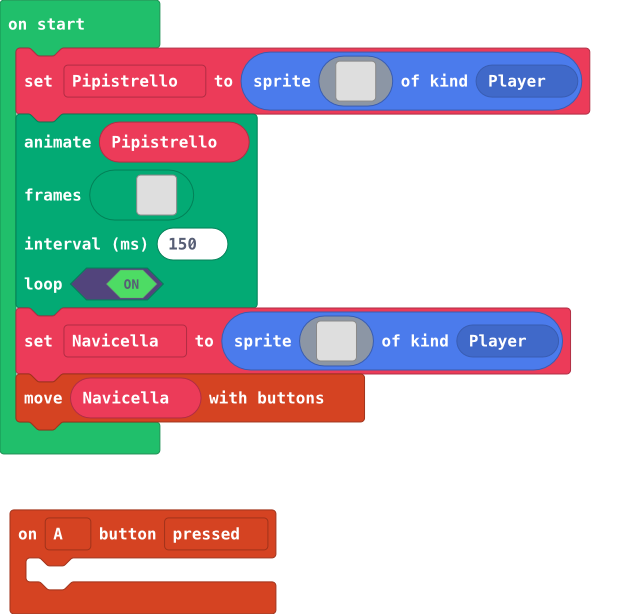 on start
set Pipistrello to sprite of kind Player
animate Pipistrello
frames
interval (ms) 150
loop ON
set Navicella to sprite of kind Player
move Navicella with buttons
on A button pressed